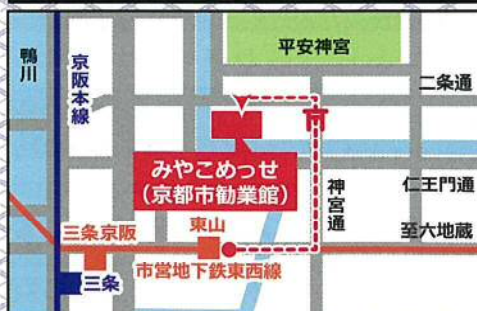 平安神宮
鴨川
京阪本線
二条通
みやこめっせ
(京都市勧業館)
神宮通
仁王門通
至六地蔵
三条京阪
東山
市営地下鉄東西線
三条